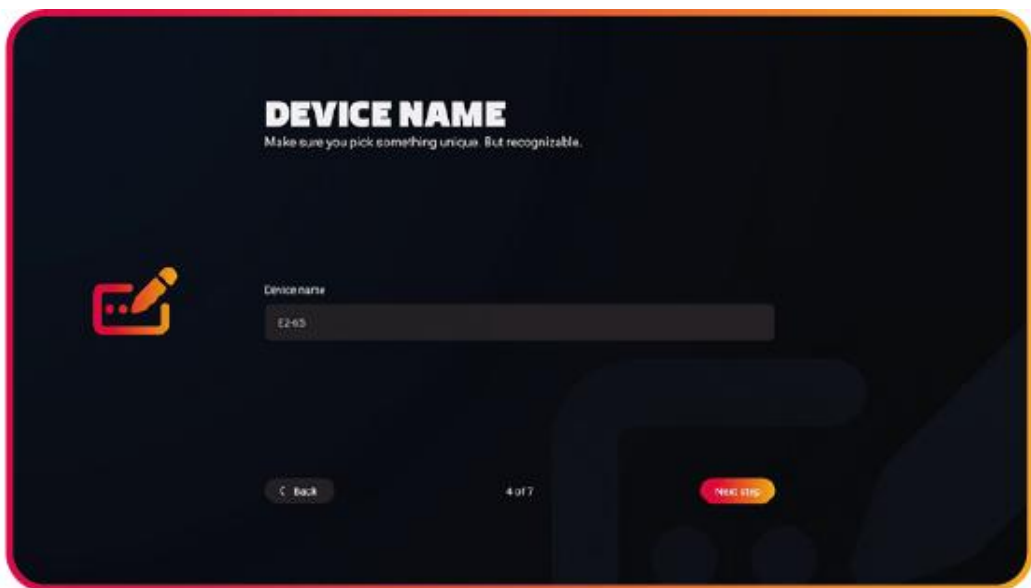 DEVICE NAME
Make sure you pick something unique. But recognizable.
Device name
E2-65
Back
4 of 7
Next step